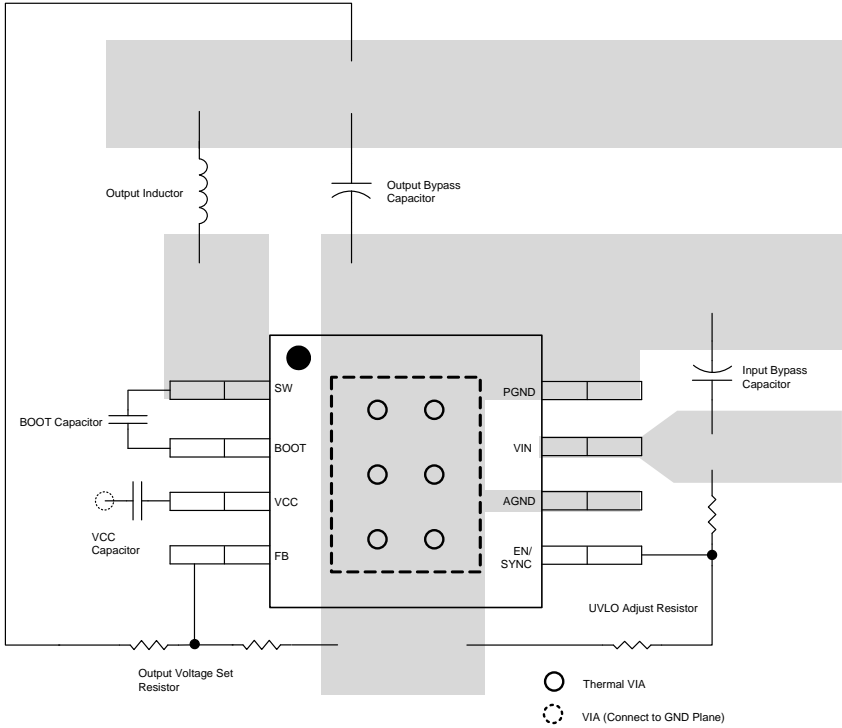 Output Inductor
Output Bypass
Capacitor
Input Bypass
Capacitor
SW
PGND
BOOT Capacitor
BOOT
VIN
VCC
AGND
VCC
Capacitor
FB
EN/
SYNC
UVLO Adjust Resistor
Output Voltage Set
Resistor
Thermal VIA
VIA (Connect to GND Plane)